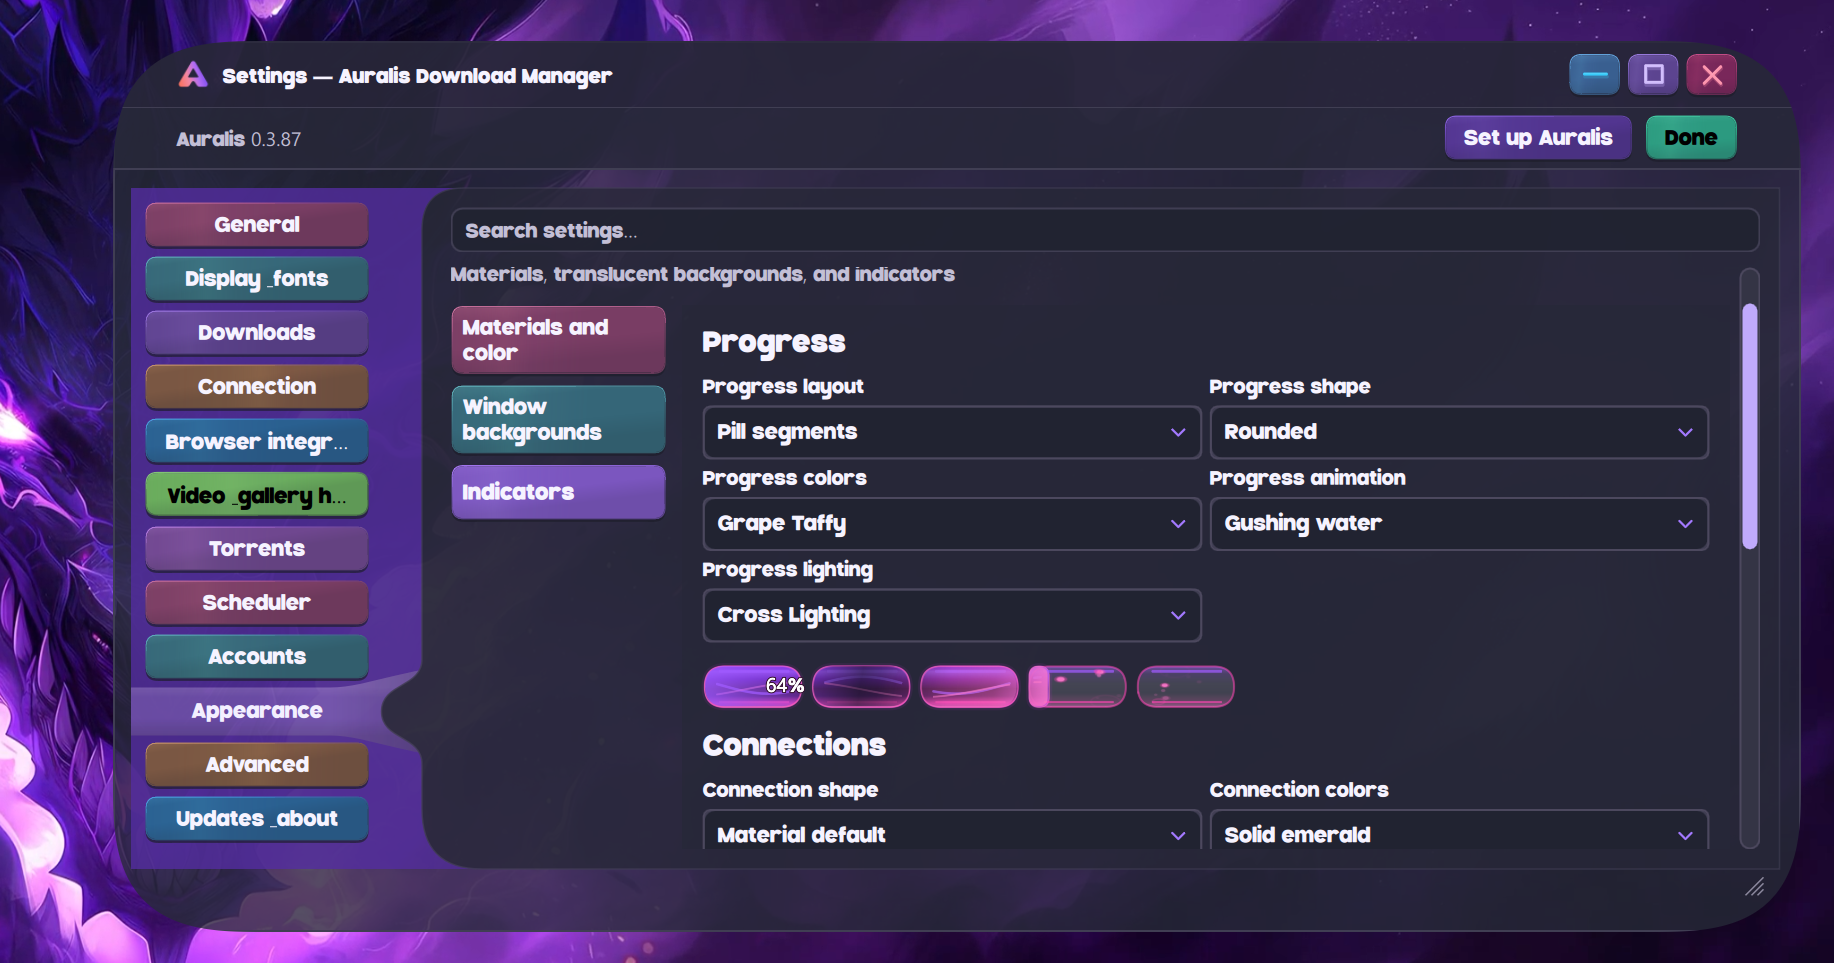 Settings — Auralis Download Manager
Auralis 0.3.87
Set up Auralis
Done
General
Display _fonts
Downloads
Connection
Browser integr...
Video _gallery h...
Torrents
Scheduler
Accounts
Appearance
Advanced
Updates _about
Search settings...
Materials, translucent backgrounds, and indicators
Materials and
color
Window
backgrounds
Indicators
Progress
Progress layout
Progress shape
Pill segments
Rounded
Progress colors
Progress animation
Grape Taffy
Gushing water
Progress lighting
Cross Lighting
64%
Connections
Connection shape
Connection colors
Material default
Solid emerald